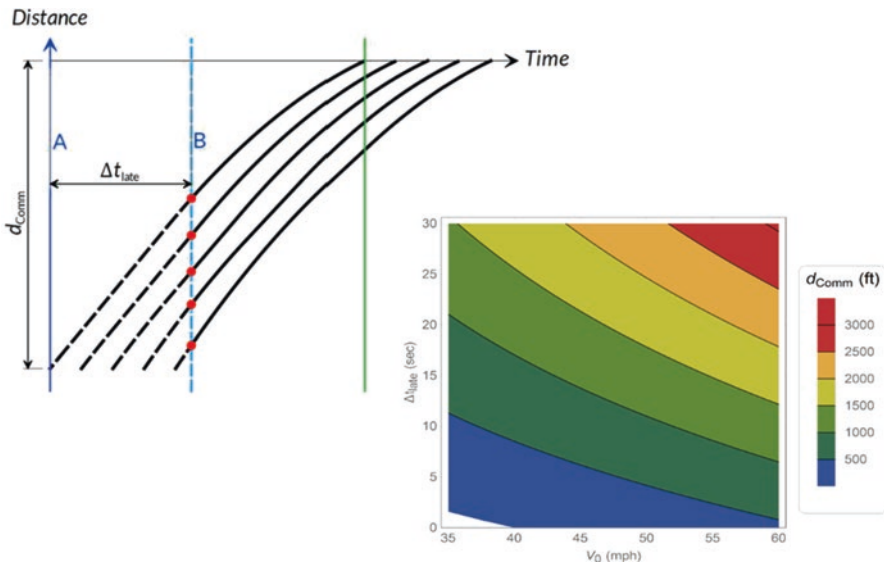 Distance
Time
A
B
Δt_late
d_Comm
30
25
20
15
10
5
0
Δt_late (sec)
35 40 45 50 55 60
V_0 (mph)
d_Comm (ft)
3000
2500
2000
1500
1000
500